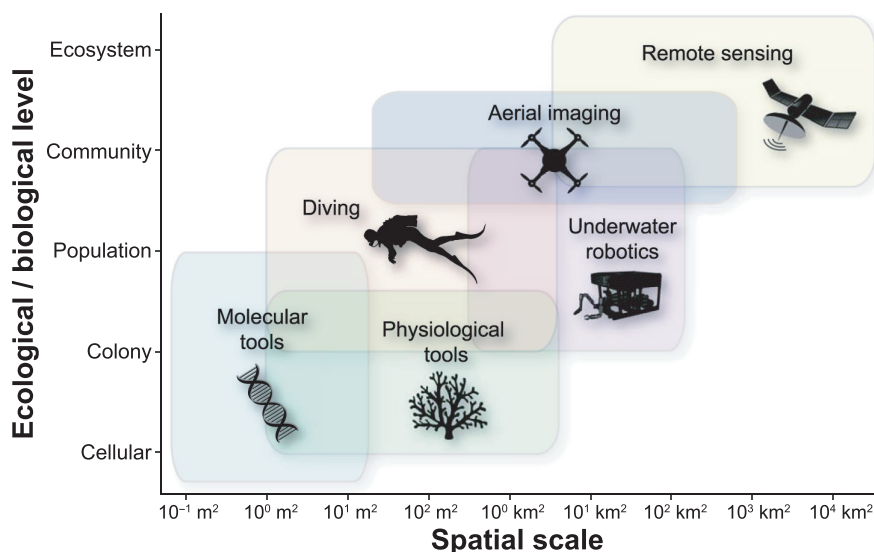 Ecological / biological level
Ecosystem
Community
Population
Colony
Cellular
Remote sensing
Aerial imaging
Diving
Underwater
robotics
Molecular
tools
Physiological
tools
10⁻¹ m² 10⁰ m² 10¹ m² 10² m² 10⁰ km² 10¹ km² 10² km² 10³ km² 10⁴ km²
Spatial scale